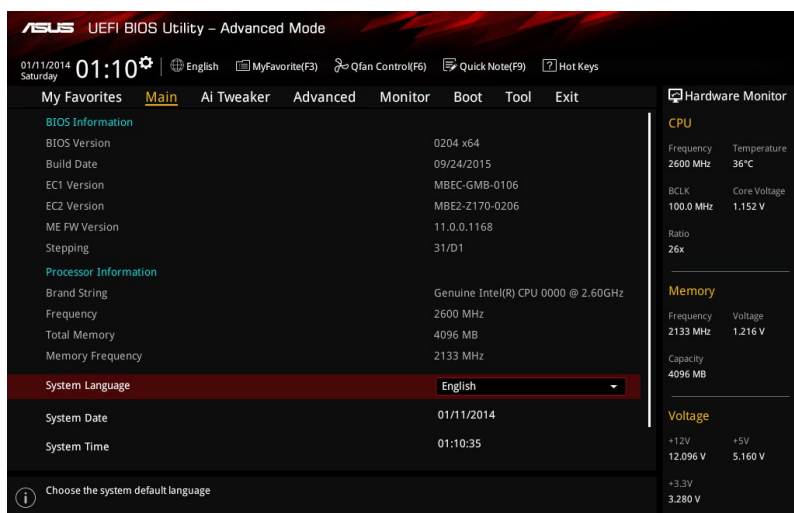 ASUS UEFI BIOS Utility – Advanced Mode
01/11/2014 Saturday 01:10 English MyFavorite(F3) Qfan Control(F6) Quick Note(F9) ? Hot Keys
My Favorites Main Ai Tweaker Advanced Monitor Boot Tool Exit
BIOS Information
BIOS Version 0204 x64
Build Date 09/24/2015
EC1 Version MBEC-GMB-0106
EC2 Version MBE2-Z170-0206
ME FW Version 11.0.0.1168
Stepping 31/D1
Processor Information
Brand String Genuine Intel(R) CPU 0000 @ 2.60GHz
Frequency 2600 MHz
Total Memory 4096 MB
Memory Frequency 2133 MHz
System Language English
System Date 01/11/2014
System Time 01:10:35
i Choose the system default language
Hardware Monitor
CPU
Frequency Temperature
2600 MHz 36°C
BCLK Core Voltage
100.0 MHz 1.152 V
Ratio
26x
Memory
Frequency Voltage
2133 MHz 1.216 V
Capacity
4096 MB
Voltage
+12V +5V
12.096 V 5.160 V
+3.3V
3.280 V